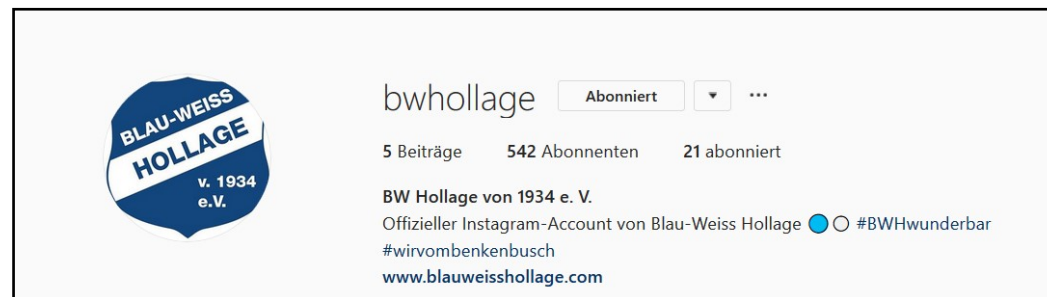 BLAU-WEISS
HOLLAGE
v. 1934
e.V.
bwhollage Abonniert ▼ •••
5 Beiträge 542 Abonnenten 21 abonniert
BW Hollage von 1934 e. V.
Offizieller Instagram-Account von Blau-Weiss Hollage 🔵⚪ #BWHwunderbar
#wirvombenkenbusch
www.blauweisshollage.com